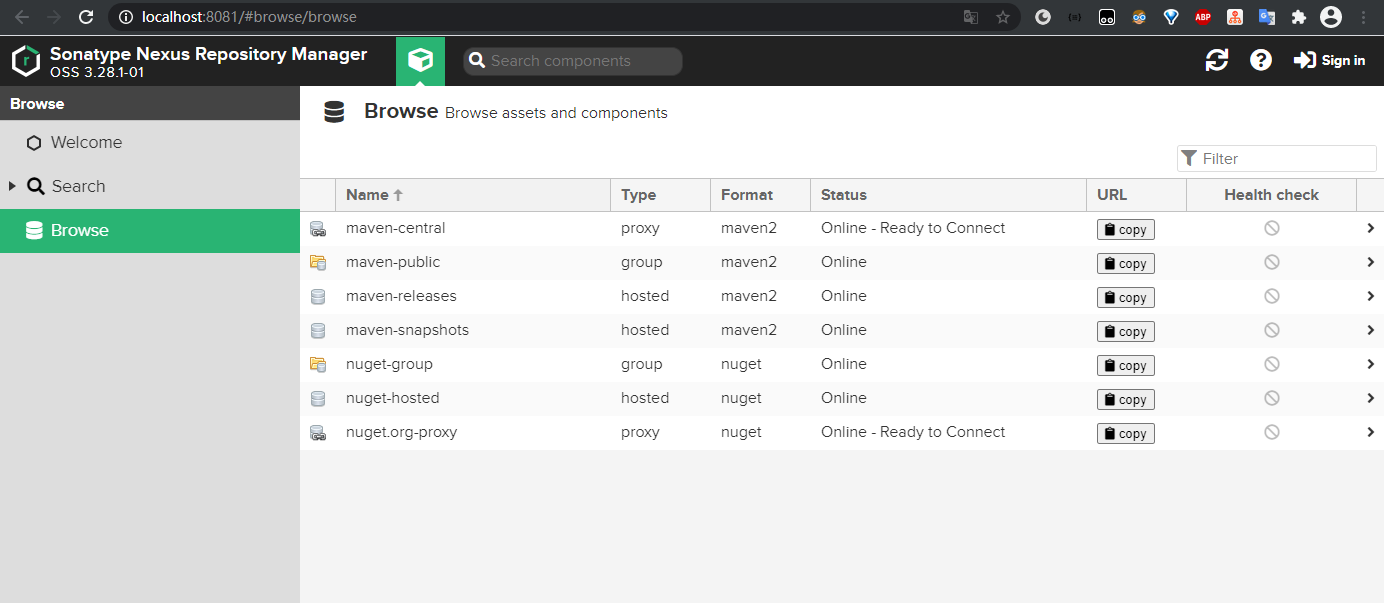 localhost:8081/#browse/browse
ABP
Sonatype Nexus Repository Manager
OSS 3.28.1-01
Search components
Sign in
Browse
Welcome
Search
Browse
Browse Browse assets and components
Filter
Name Type Format Status URL Health check
maven-central proxy maven2 Online - Ready to Connect copy
maven-public group maven2 Online copy
maven-releases hosted maven2 Online copy
maven-snapshots hosted maven2 Online copy
nuget-group group nuget Online copy
nuget-hosted hosted nuget Online copy
nuget.org-proxy proxy nuget Online - Ready to Connect copy